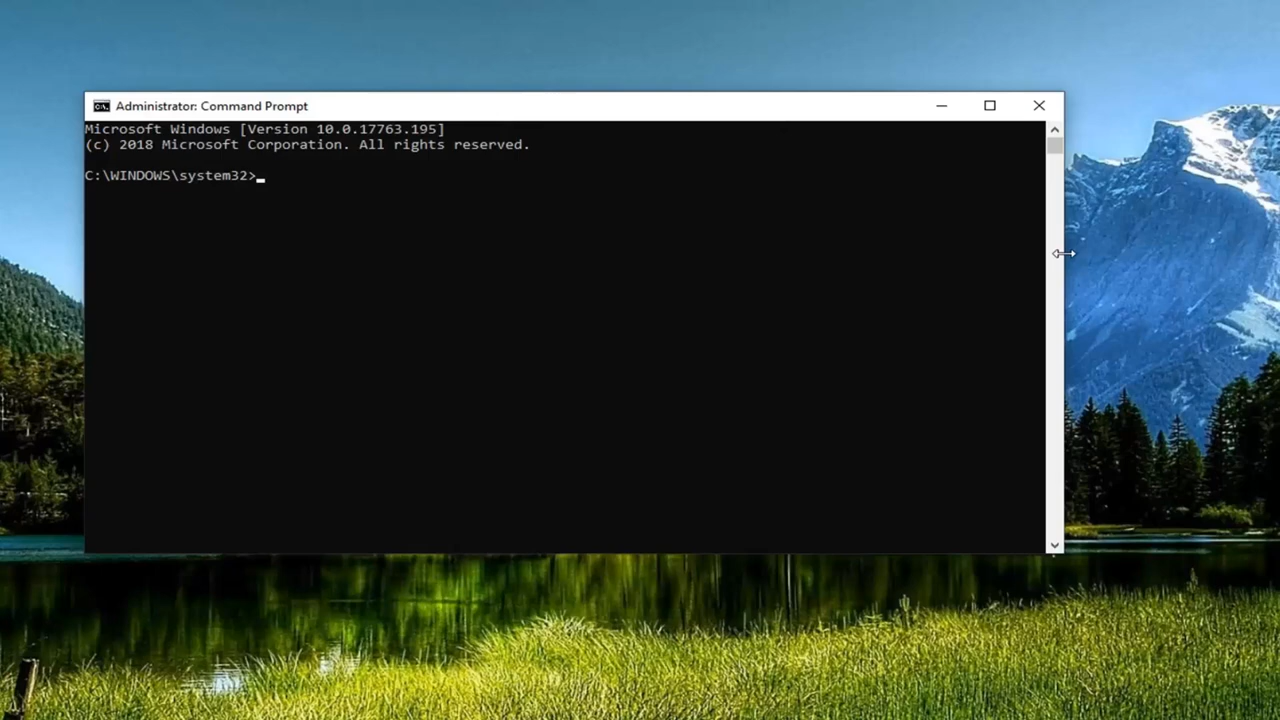 Administrator: Command Prompt
Microsoft Windows [Version 10.0.17763.195]
(c) 2018 Microsoft Corporation. All rights reserved.
C:\WINDOWS\system32>